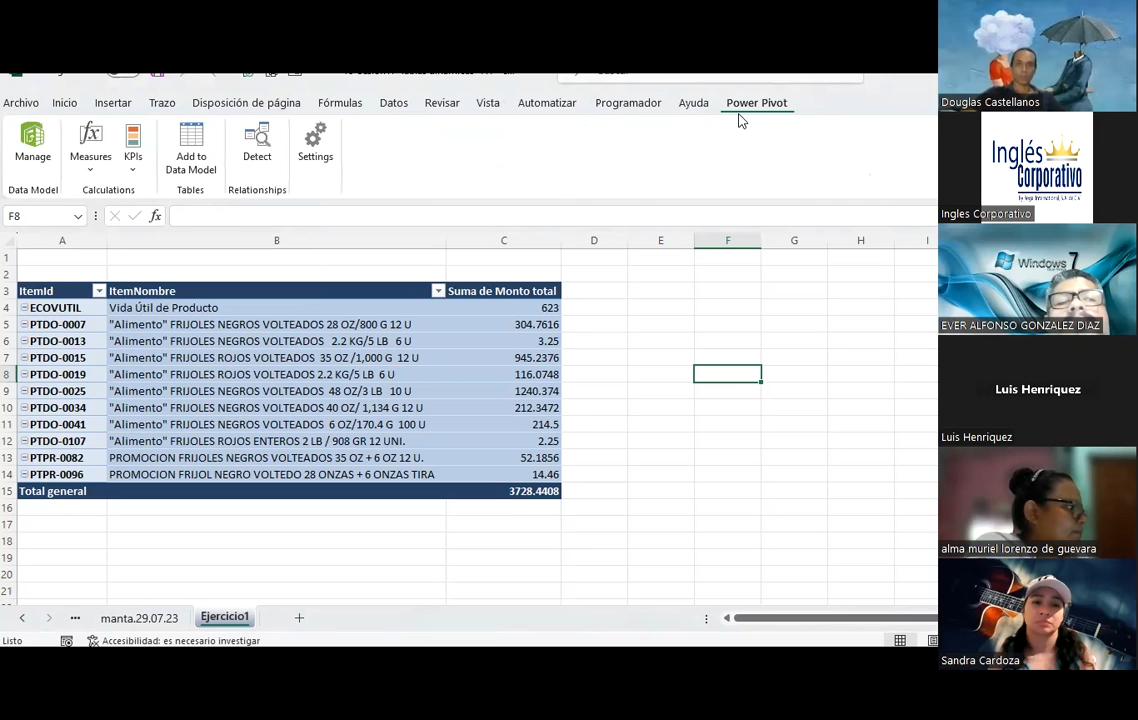 Archivo Inicio Insertar Trazo Disposición de página Fórmulas Datos Revisar Vista Automatizar Programador Ayuda Power Pivot
Manage Measures KPIs Add to Data Model Detect Settings
Data Model Calculations Tables Relationships
F8 fx
A B C D E F G H I
1
2
3 ItemId ItemNombre Suma de Monto total
4 ECOVUTIL Vida Útil de Producto 623
5 PTDO-0007 "Alimento" FRIJOLES NEGROS VOLTEADOS 28 OZ/800 G 12 U 304.7616
6 PTDO-0013 "Alimento" FRIJOLES NEGROS VOLTEADOS 2.2 KG/5 LB 6 U 3.25
7 PTDO-0015 "Alimento" FRIJOLES ROJOS VOLTEADOS 35 OZ /1,000 G 12 U 945.2376
8 PTDO-0019 "Alimento" FRIJOLES ROJOS VOLTEADOS 2.2 KG/5 LB 6 U 116.0748
9 PTDO-0025 "Alimento" FRIJOLES NEGROS VOLTEADOS 48 OZ/3 LB 10 U 1240.374
10 PTDO-0034 "Alimento" FRIJOLES NEGROS VOLTEADOS 40 OZ/ 1,134 G 12 U 212.3472
11 PTDO-0041 "Alimento" FRIJOLES NEGROS VOLTEADOS 6 OZ/170.4 G 100 U 214.5
12 PTDO-0107 "Alimento" FRIJOLES ROJOS ENTEROS 2 LB / 908 GR 12 UNI. 2.25
13 PTPR-0082 PROMOCION FRIJOLES NEGROS VOLTEADOS 35 OZ + 6 OZ 12 U. 52.1856
14 PTPR-0096 PROMOCION FRIJOL NEGRO VOLTEDO 28 ONZAS + 6 ONZAS TIRA 14.46
15 Total general 3728.4408
16
17
18
19
20
21
manta.29.07.23 Ejercicio1
Listo Accesibilidad: es necesario investigar
Douglas Castellanos
Inglés
Corporativo
Ingles Corporativo
Windows 7
EVER ALFONSO GONZALEZ DIAZ
Luis Henriquez
Luis Henriquez
alma muriel lorenzo de guevara
Sandra Cardoza